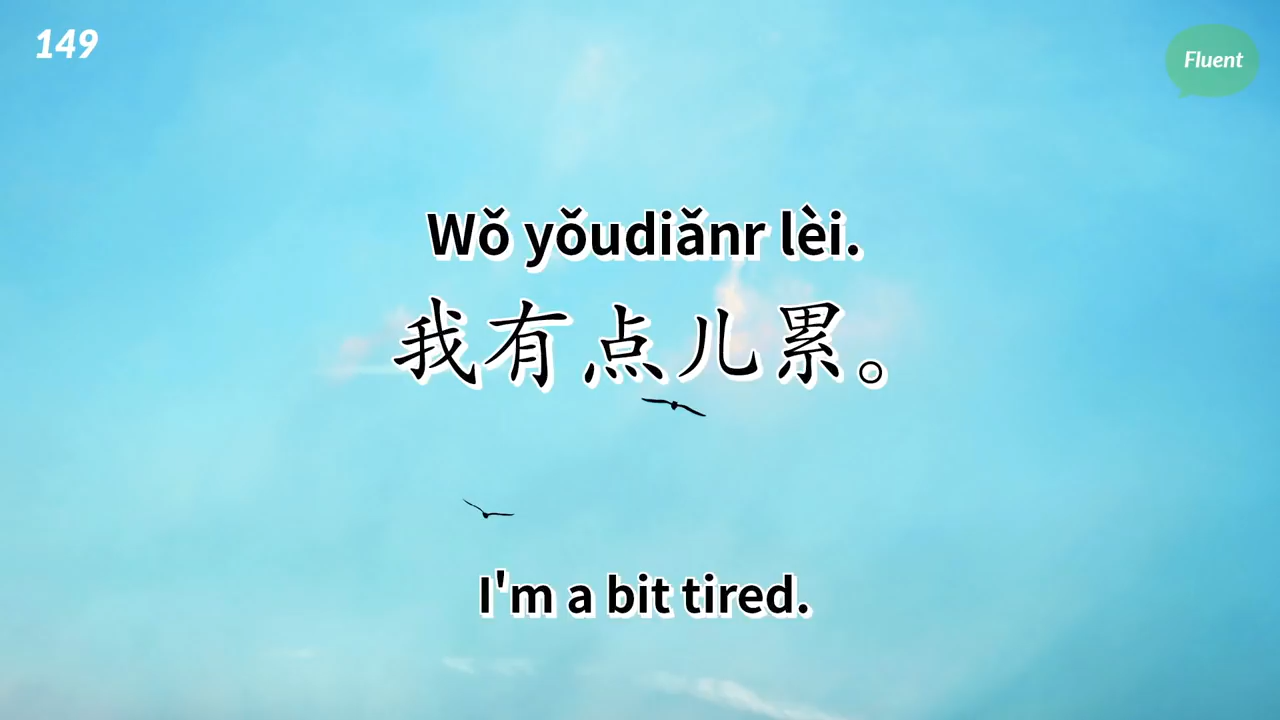 149
Fluent
Wǒ yǒudiǎnr lèi.
我有点儿累。
I'm a bit tired.